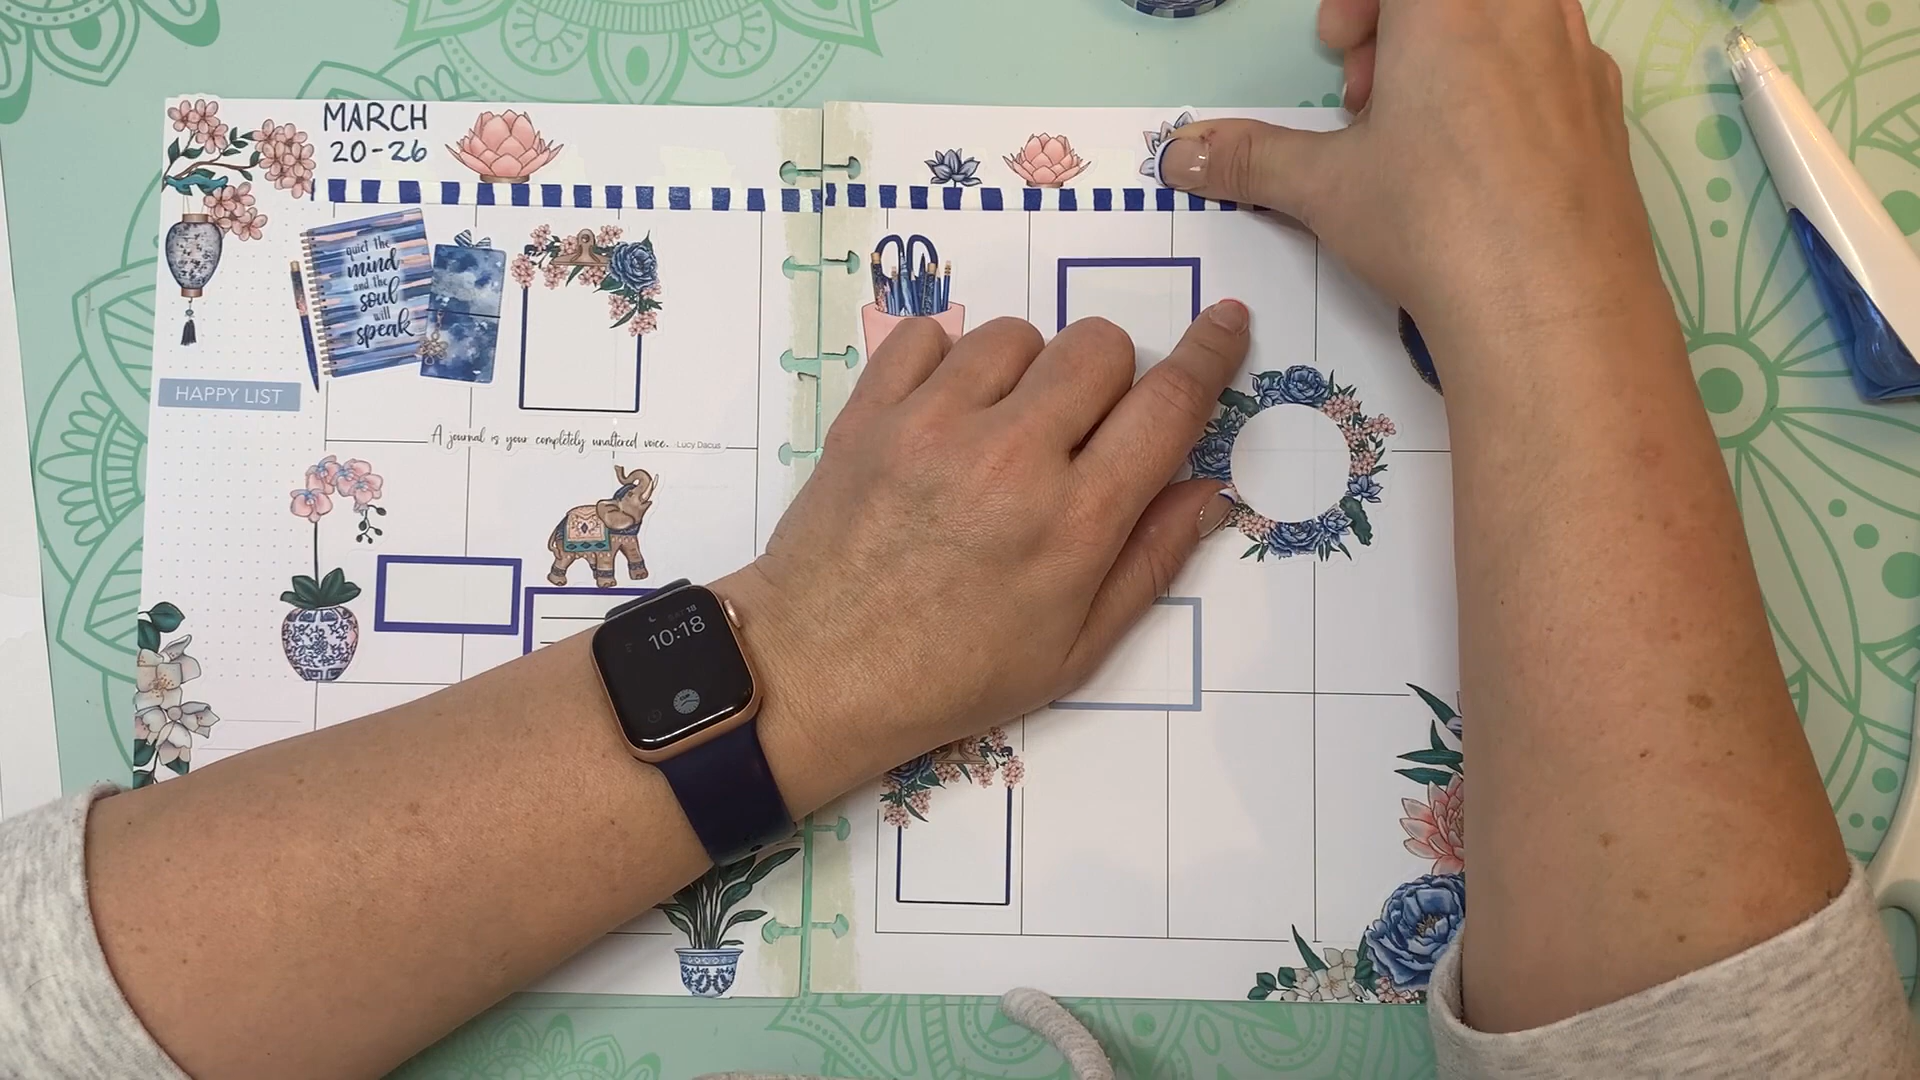 MARCH
20-26
quiet the
mind
and the
soul
will
speak
HAPPY LIST
A journal is your completely unaltered voice. -Lucy Dacus
18
10:18